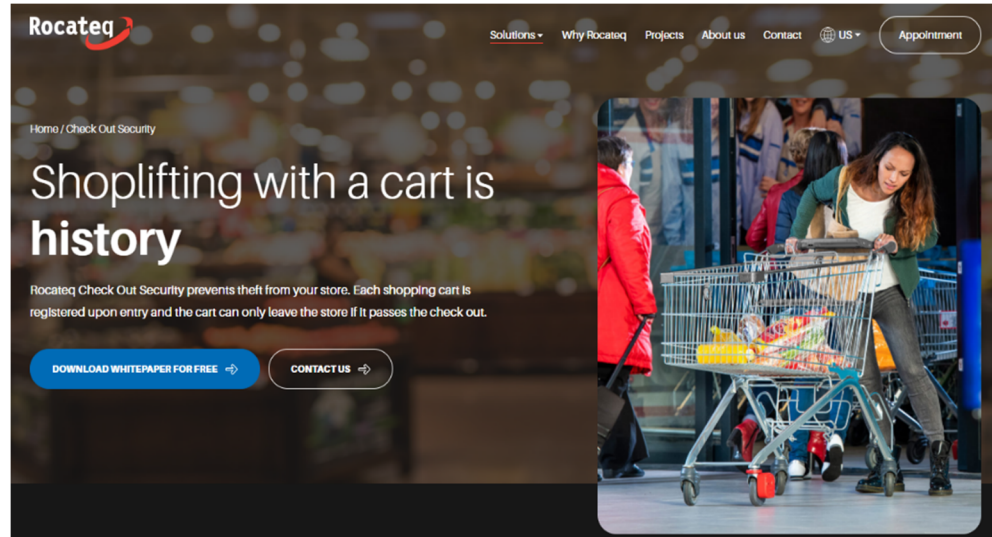 Rocateq
Solutions Why Rocateq Projects About us Contact US Appointment
Home / Check Out Security
Shoplifting with a cart is
history
Rocateq Check Out Security prevents theft from your store. Each shopping cart is
registered upon entry and the cart can only leave the store if it passes the check out.
DOWNLOAD WHITEPAPER FOR FREE CONTACT US